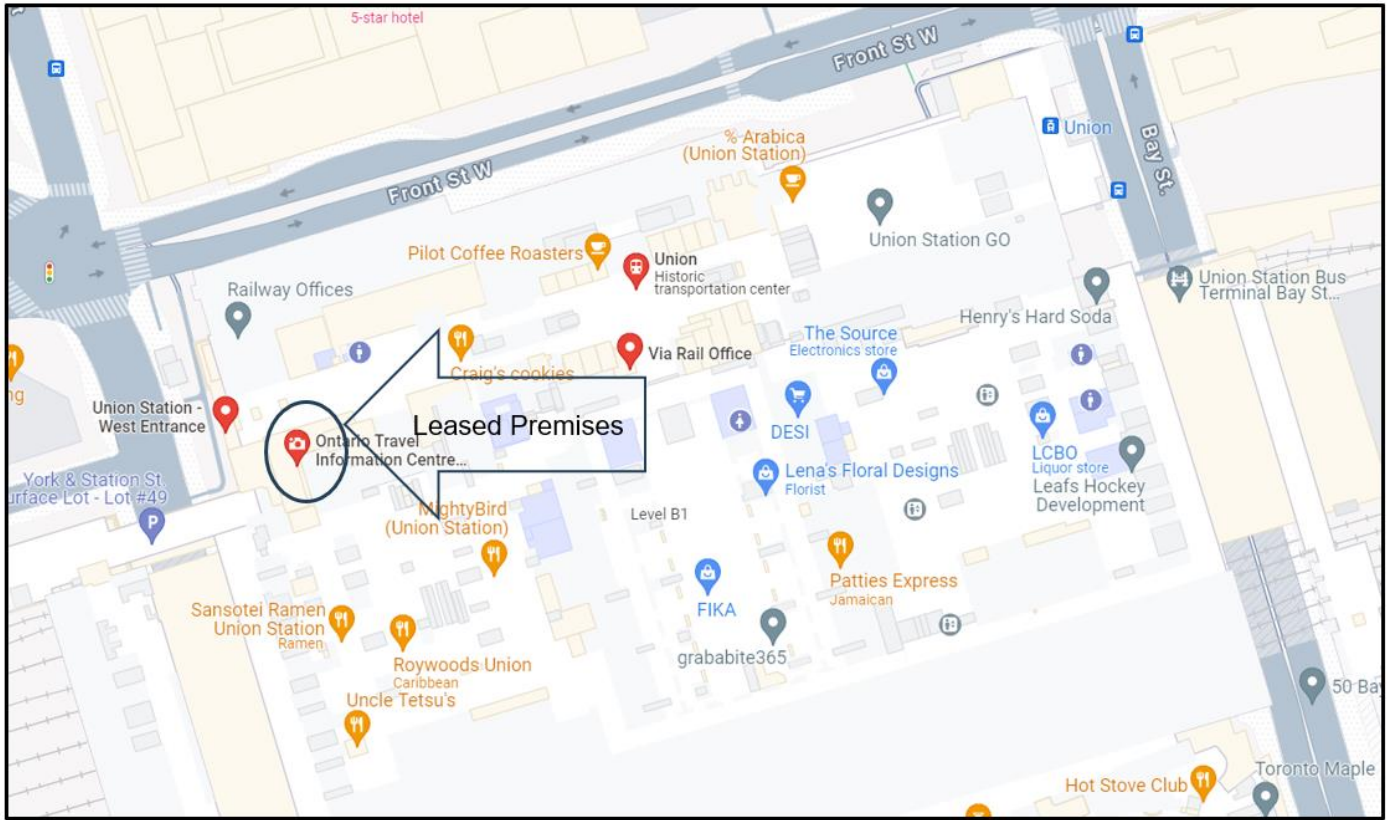 5-star hotel
Front St W
Front St W
Bay St.
Union
% Arabica
(Union Station)
Union Station GO
Pilot Coffee Roasters
Union
Historic
transportation center
Union Station Bus
Terminal Bay St...
Railway Offices
Henry's Hard Soda
The Source
Electronics store
Via Rail Office
Craig's cookies
Union Station -
West Entrance
Leased Premises
Ontario Travel
Information Centre...
DESI
LCBO
Liquor store
Lena's Floral Designs
Florist
Leafs Hockey
Development
York & Station St.
urface Lot - Lot #49
P
MightyBird
(Union Station)
Level B1
Patties Express
Jamaican
FIKA
Sansotei Ramen
Union Station
Ramen
Roywoods Union
Caribbean
grababite365
Uncle Tetsu's
50 Bay
Toronto Maple
Hot Stove Club